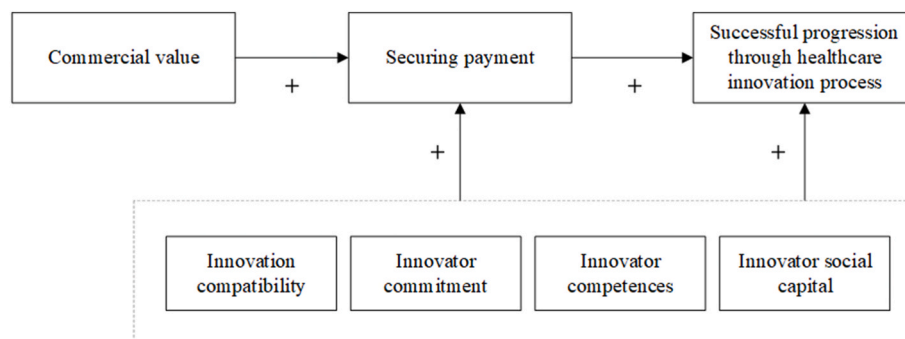 Commercial value
Securing payment
Successful progression
through healthcare
innovation process
+
+
+
+
Innovation
compatibility
Innovator
commitment
Innovator
competences
Innovator social
capital